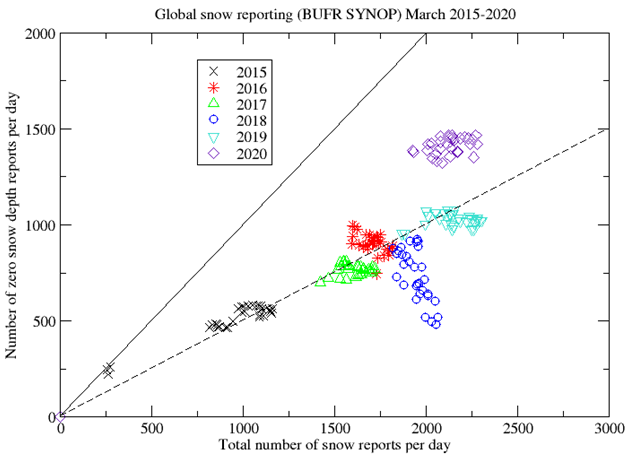 Global snow reporting (BUFR SYNOP) March 2015-2020
2000
1500
1000
500
0
Number of zero snow depth reports per day
2015
2016
2017
2018
2019
2020
0 500 1000 1500 2000 2500 3000
Total number of snow reports per day